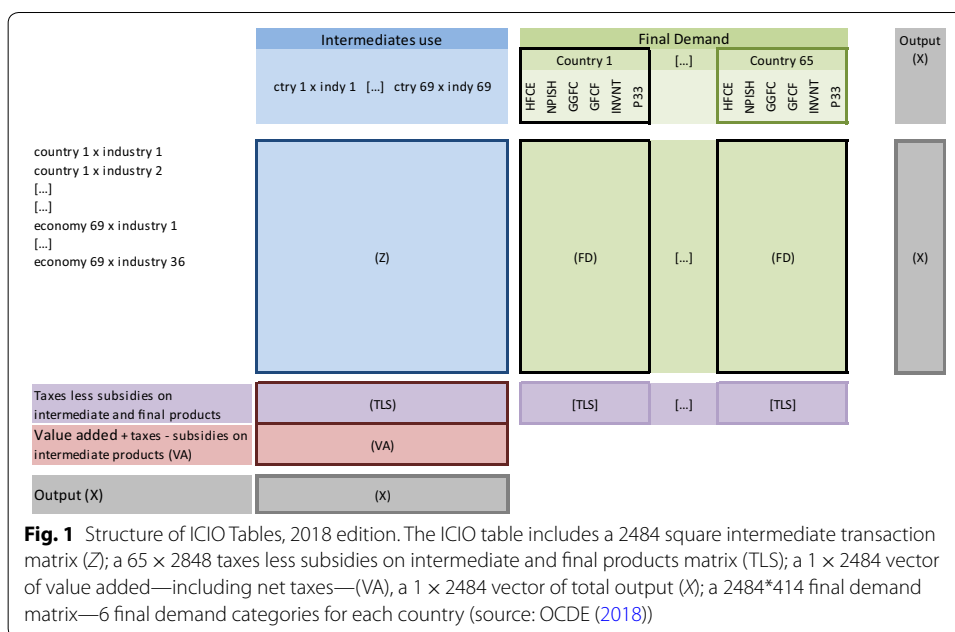 Intermediates use
Final Demand
Output
(X)
Country 1
[...]
Country 65
ctry 1 x indy 1 [...] ctry 69 x indy 69
HFCE
NPISH
GGFC
GFCF
INVNT
P33
HFCE
NPISH
GGFC
GFCF
INVNT
P33
country 1 x industry 1
country 1 x industry 2
[...]
[...]
economy 69 x industry 1
[...]
economy 69 x industry 36
(Z)
(FD)
[...]
(FD)
(X)
Taxes less subsidies on
intermediate and final products
(TLS)
[TLS]
[...]
[TLS]
Value added + taxes - subsidies on
intermediate products (VA)
(VA)
Output (X)
(X)
Fig. 1 Structure of ICIO Tables, 2018 edition. The ICIO table includes a 2484 square intermediate transaction
matrix (Z); a 65 × 2848 taxes less subsidies on intermediate and final products matrix (TLS); a 1 × 2484 vector
of value added—including net taxes—(VA), a 1 × 2484 vector of total output (X); a 2484*414 final demand
matrix—6 final demand categories for each country (source: OCDE (2018))